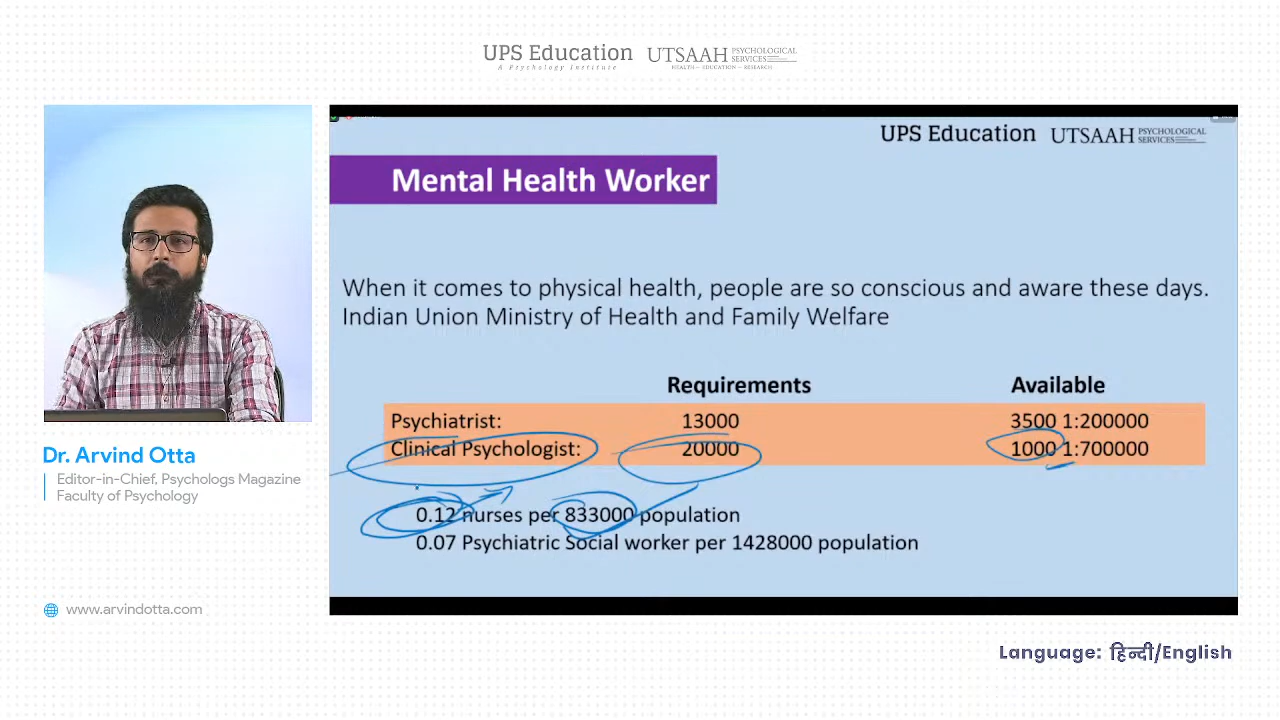 UPS Education
A Psychology Institute
UTSAAH PSYCHOLOGICAL SERVICES
HEALTH — EDUCATION — RESEARCH
UPS Education UTSAAH PSYCHOLOGICAL SERVICES
Mental Health Worker
When it comes to physical health, people are so conscious and aware these days.
Indian Union Ministry of Health and Family Welfare
Requirements Available
Psychiatrist: 13000 3500 1:200000
Clinical Psychologist: 20000 1000 1:700000
0.12 nurses per 833000 population
0.07 Psychiatric Social worker per 1428000 population
Dr. Arvind Otta
Editor-in-Chief, Psychologs Magazine
Faculty of Psychology
www.arvindotta.com
Language: हिन्दी/English